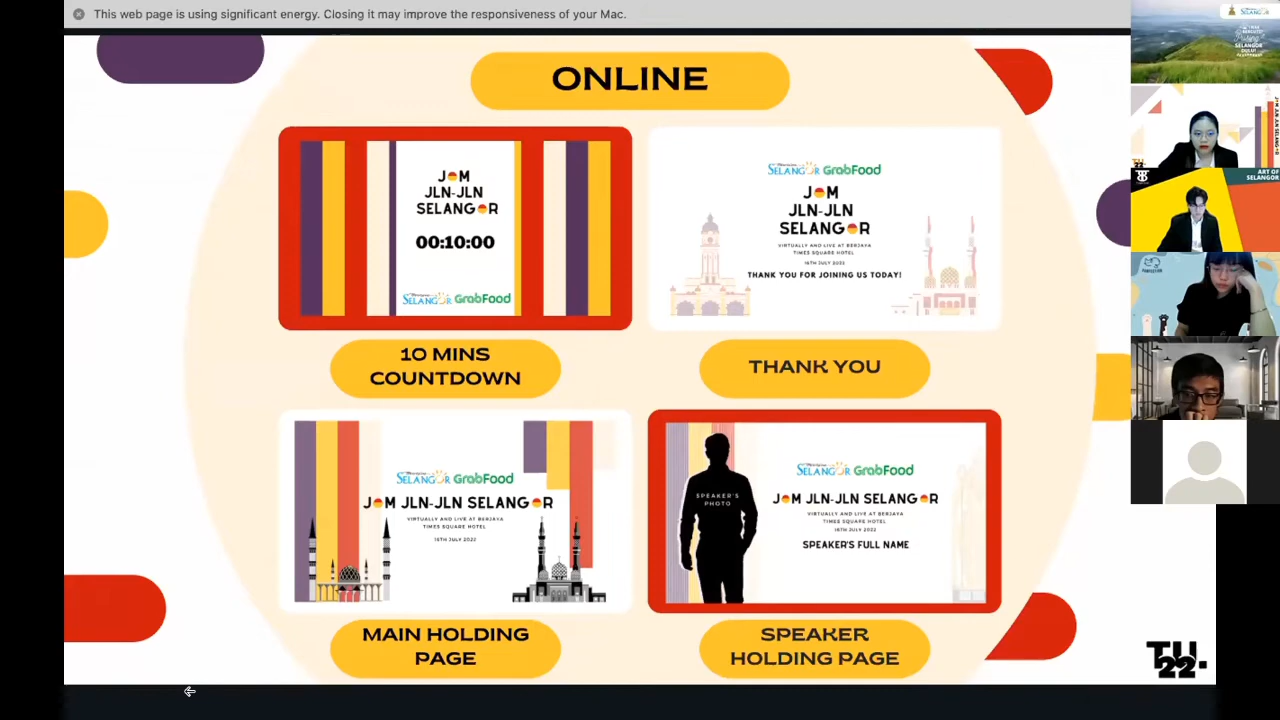 This web page is using significant energy. Closing it may improve the responsiveness of your Mac.
ONLINE
JOM
JLN-JLN
SELANGOR
00:10:00
SELANGOR GrabFood
10 MINS
COUNTDOWN
SELANGOR GrabFood
JOM
JLN-JLN
SELANGOR
VIRTUALLY AND LIVE AT BERJAYA
TIMES SQUARE HOTEL
16TH JULY 2022
THANK YOU FOR JOINING US TODAY!
THANK YOU
SELANGOR GrabFood
JOM JLN-JLN SELANGOR
VIRTUALLY AND LIVE AT BERJAYA
TIMES SQUARE HOTEL
16TH JULY 2022
MAIN HOLDING
PAGE
SPEAKER'S
PHOTO
SELANGOR GrabFood
JOM JLN-JLN SELANGOR
VIRTUALLY AND LIVE AT BERJAYA
TIMES SQUARE HOTEL
16TH JULY 2022
SPEAKER'S FULL NAME
SPEAKER
HOLDING PAGE
TU
22.
SELANGOR
ART OF
SELANGOR